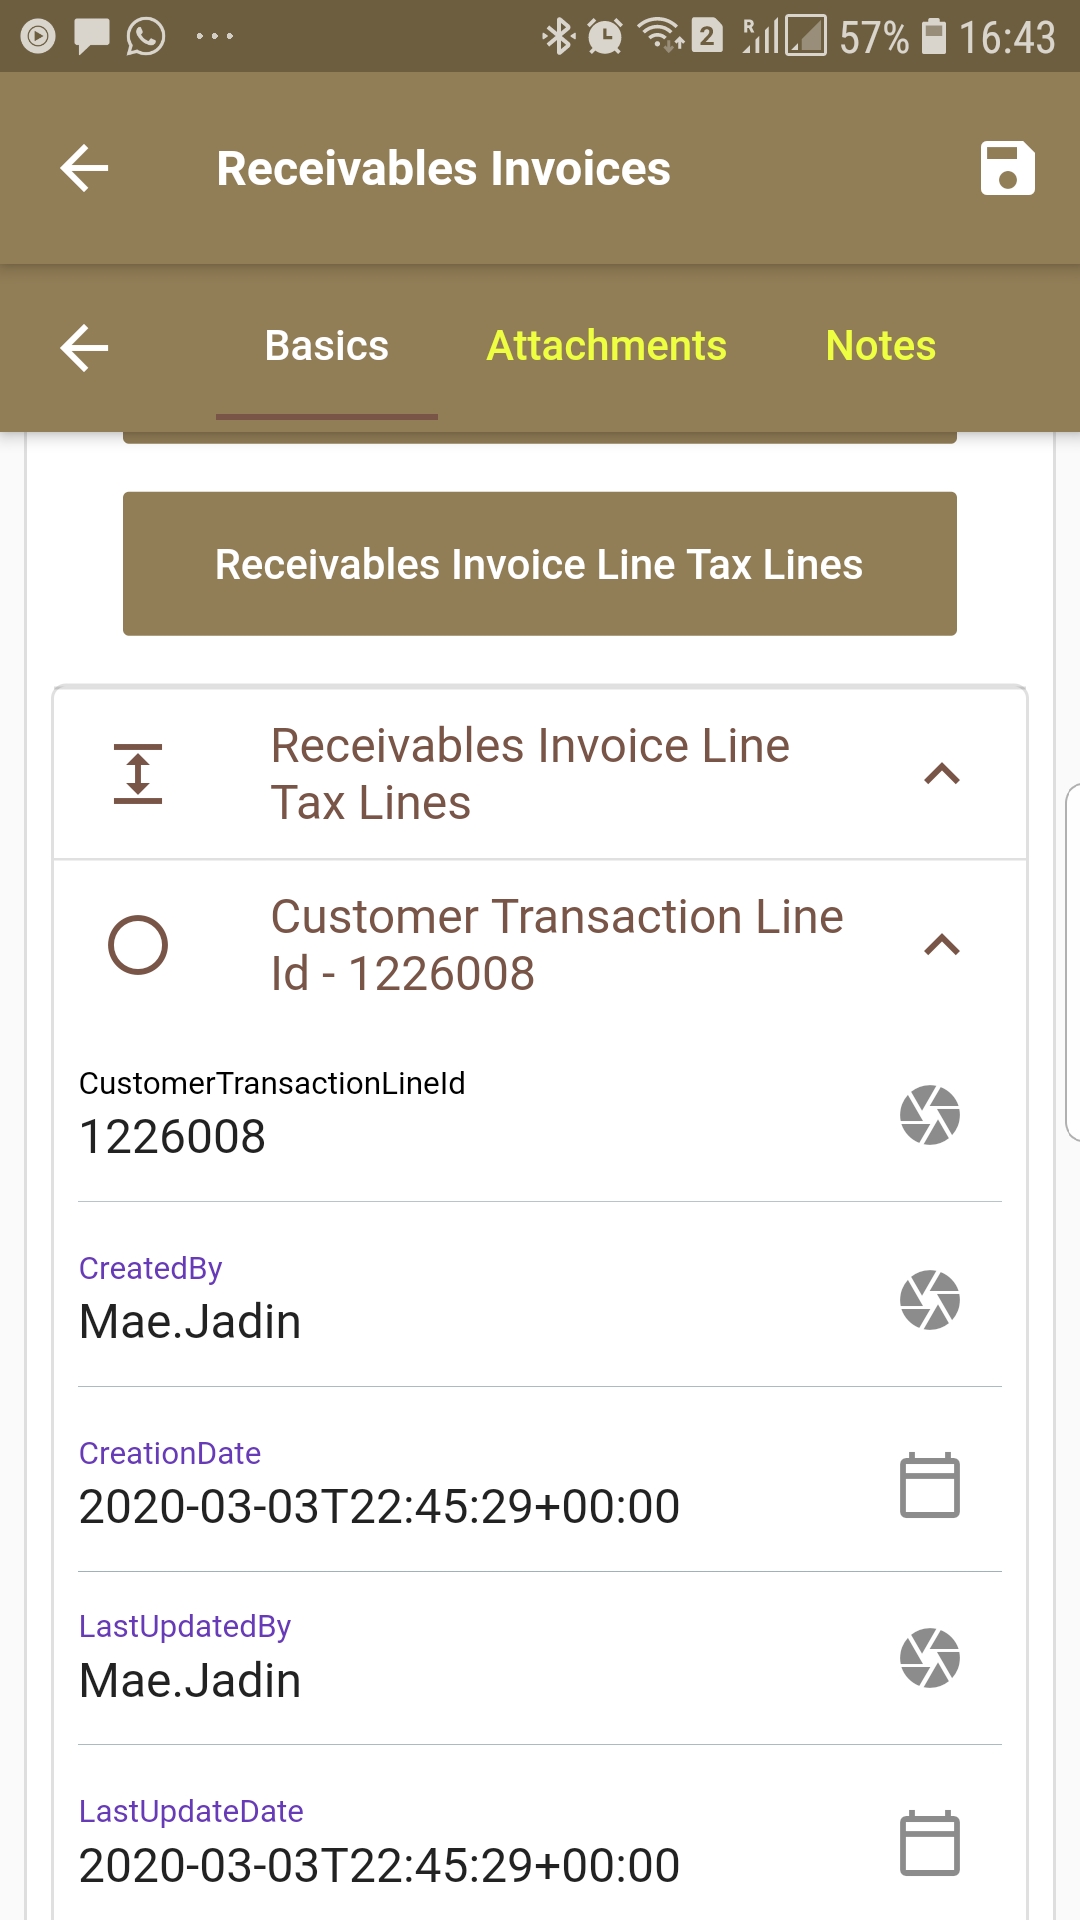 R 2 57% 16:43
Receivables Invoices
Basics Attachments Notes
Receivables Invoice Line Tax Lines
Receivables Invoice Line
Tax Lines
Customer Transaction Line
Id - 1226008
CustomerTransactionLineId
1226008
CreatedBy
Mae.Jadin
CreationDate
2020-03-03T22:45:29+00:00
LastUpdatedBy
Mae.Jadin
LastUpdateDate
2020-03-03T22:45:29+00:00